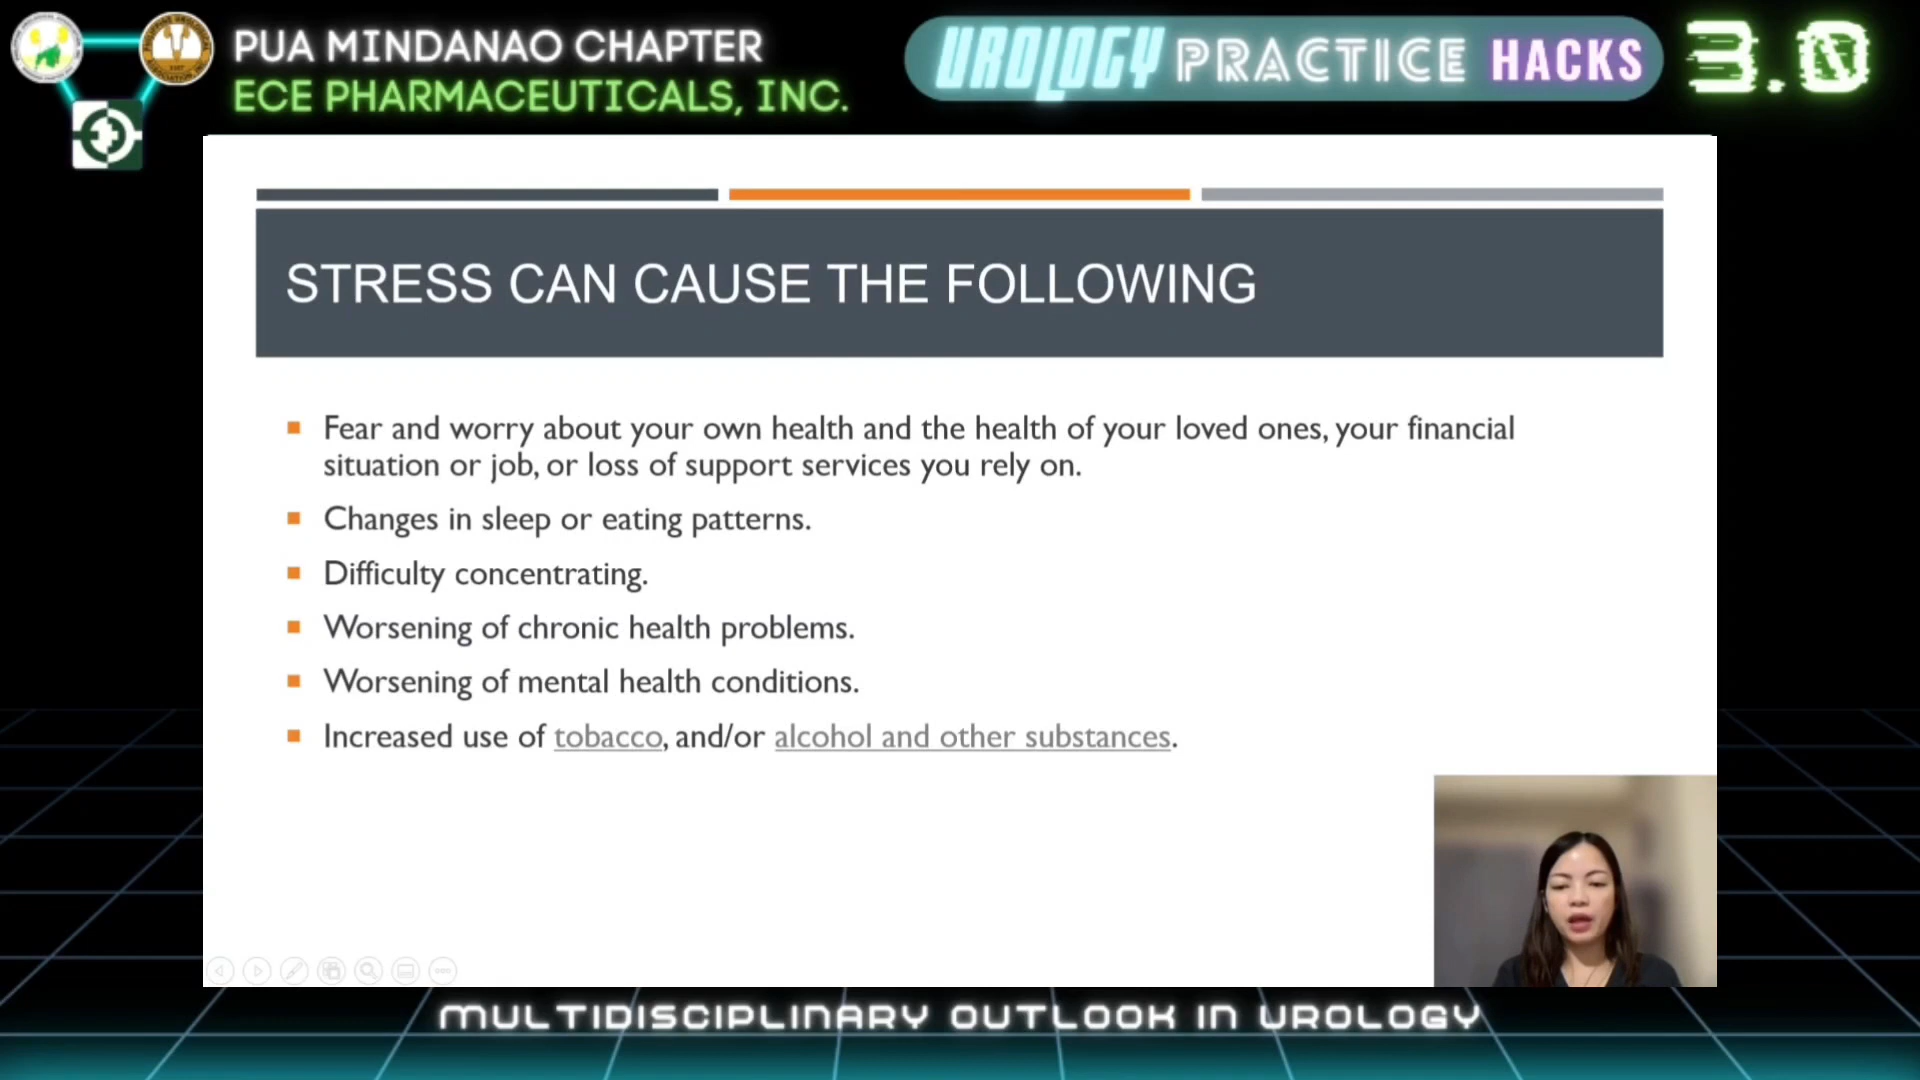 PUA MINDANAO CHAPTER
ECE PHARMACEUTICALS, INC.
UROLOGY PRACTICE HACKS 3.0
STRESS CAN CAUSE THE FOLLOWING
Fear and worry about your own health and the health of your loved ones, your financial
situation or job, or loss of support services you rely on.
Changes in sleep or eating patterns.
Difficulty concentrating.
Worsening of chronic health problems.
Worsening of mental health conditions.
Increased use of tobacco, and/or alcohol and other substances.
MULTIDISCIPLINARY OUTLOOK IN UROLOGY